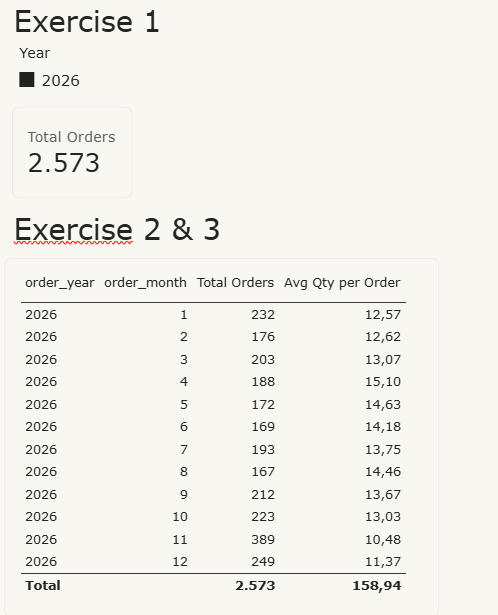 Exercise 1
Year
2026
Total Orders
2.573
Exercise 2 & 3
order_year order_month Total Orders Avg Qty per Order
2026 1 232 12,57
2026 2 176 12,62
2026 3 203 13,07
2026 4 188 15,10
2026 5 172 14,63
2026 6 169 14,18
2026 7 193 13,75
2026 8 167 14,46
2026 9 212 13,67
2026 10 223 13,03
2026 11 389 10,48
2026 12 249 11,37
Total 2.573 158,94